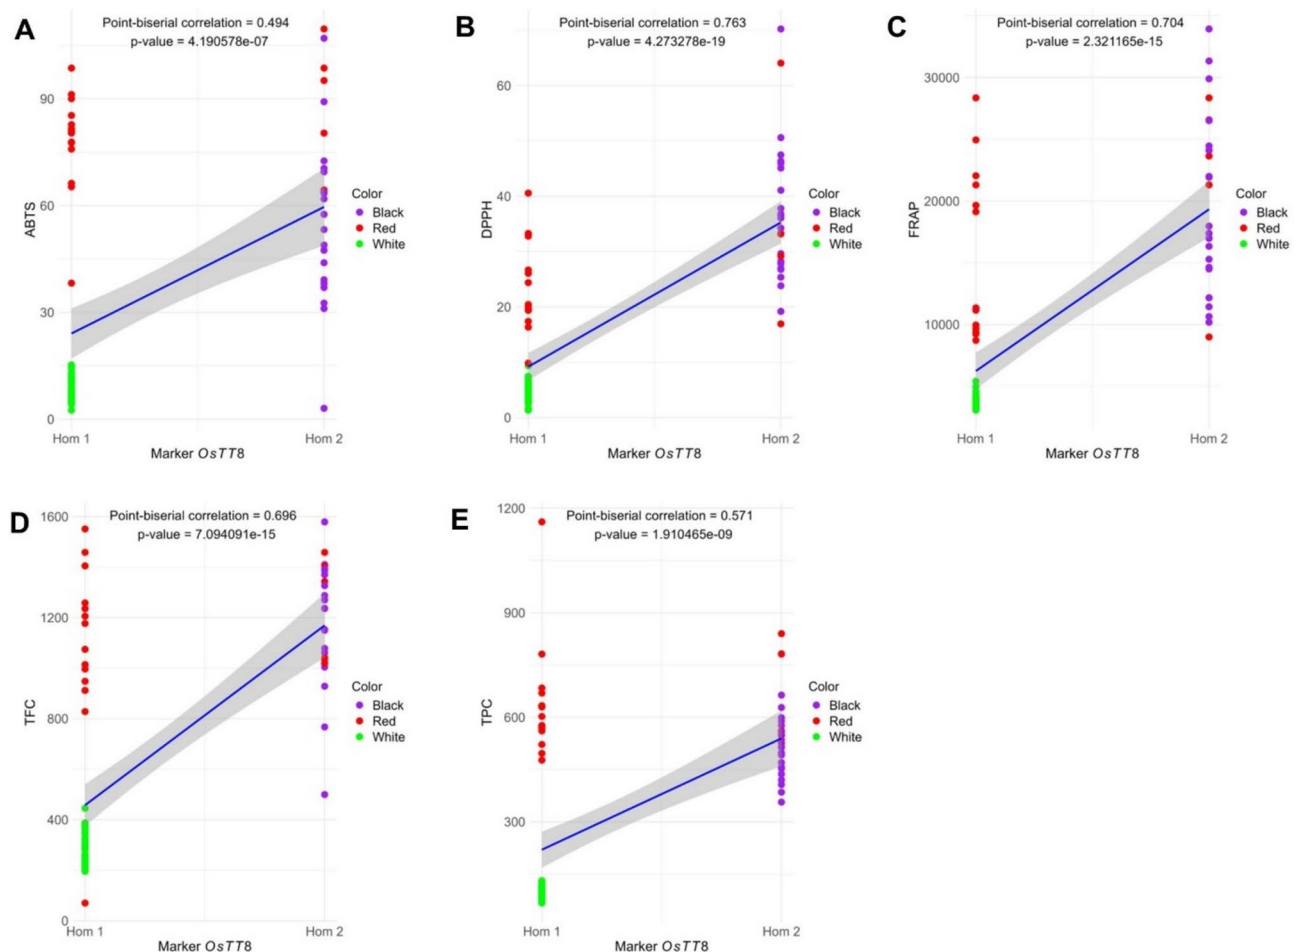 A
Point-biserial correlation = 0.494
p-value = 4.190578e-07
90
60
30
0
ABTS
Hom 1
Hom 2
Marker OsTT8
Color
Black
Red
White
B
Point-biserial correlation = 0.763
p-value = 4.273278e-19
60
40
20
0
DPPH
Hom 1
Hom 2
Marker OsTT8
Color
Black
Red
White
C
Point-biserial correlation = 0.704
p-value = 2.321165e-15
30000
20000
10000
FRAP
Hom 1
Hom 2
Marker OsTT8
Color
Black
Red
White
D
Point-biserial correlation = 0.696
p-value = 7.094091e-15
1600
1200
800
400
0
TFC
Hom 1
Hom 2
Marker OsTT8
Color
Black
Red
White
E
Point-biserial correlation = 0.571
p-value = 1.910465e-09
1200
900
600
300
TPC
Hom 1
Hom 2
Marker OsTT8
Color
Black
Red
White